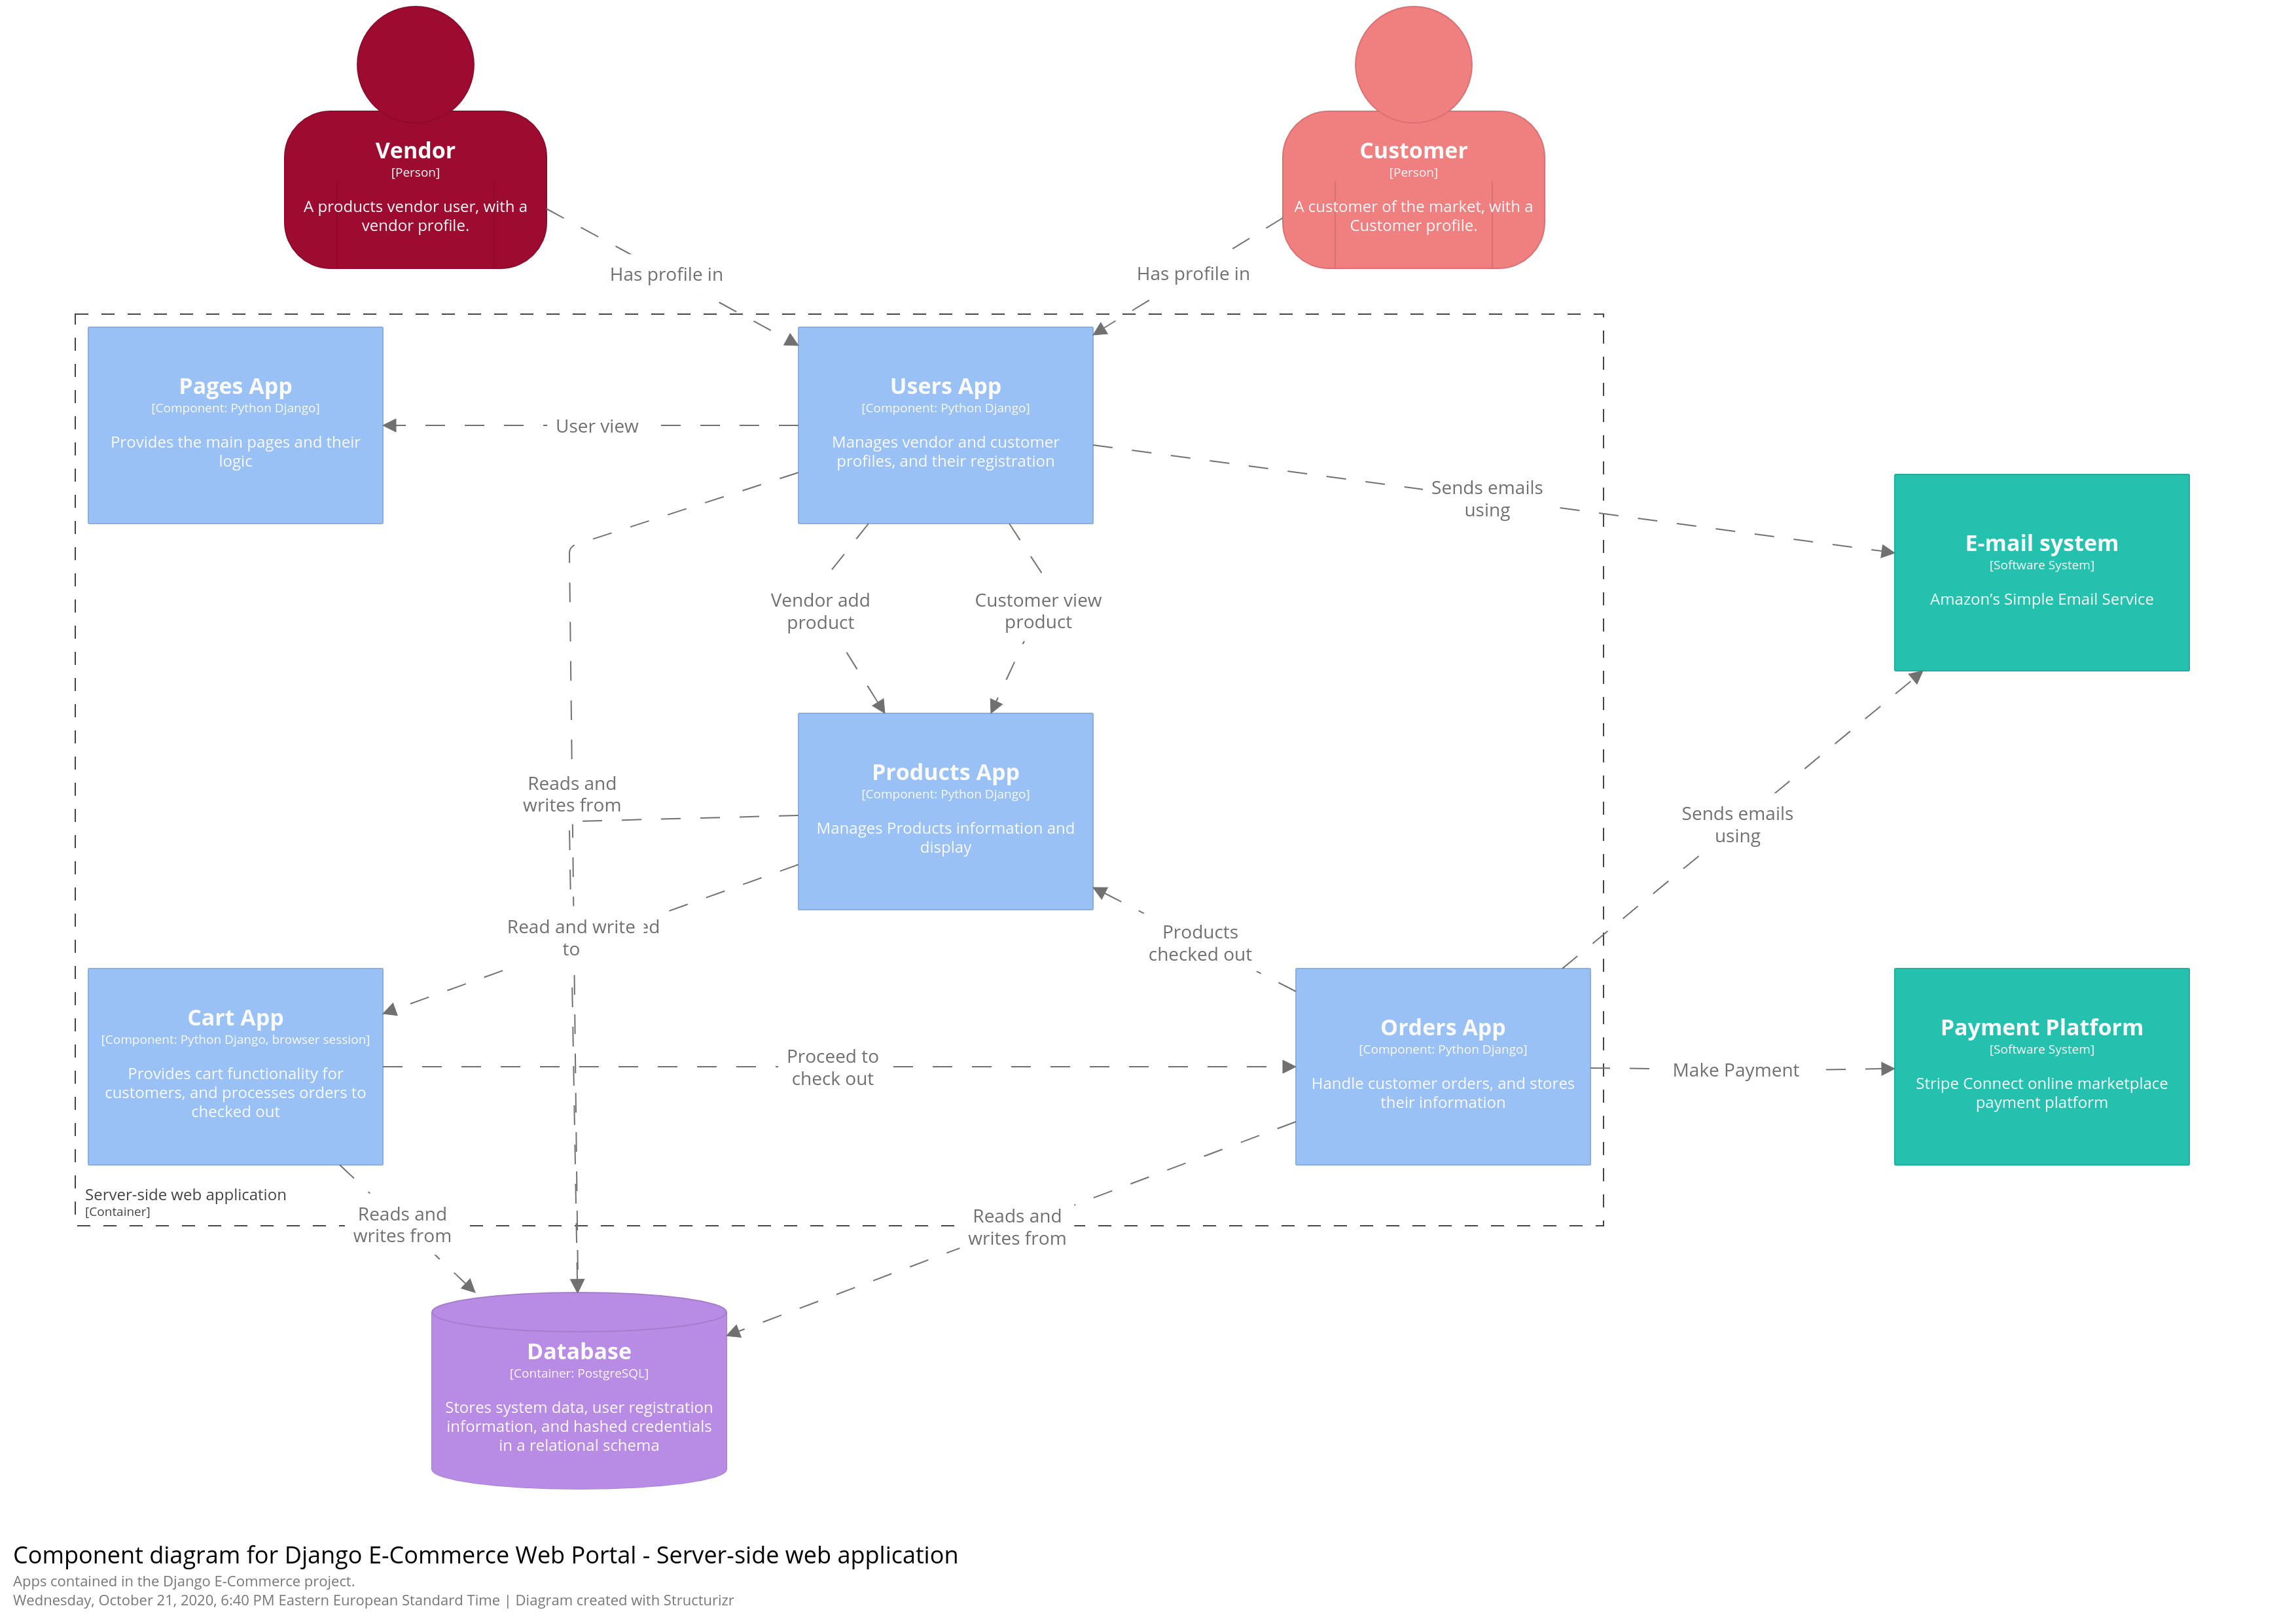 Vendor
[Person]
A products vendor user, with a
vendor profile.
Customer
[Person]
A customer of the market, with a
Customer profile.
Has profile in
Has profile in
Pages App
[Component: Python Django]
Provides the main pages and their
logic
User view
Users App
[Component: Python Django]
Manages vendor and customer
profiles, and their registration
Sends emails
using
E-mail system
[Software System]
Amazon’s Simple Email Service
Vendor add
product
Customer view
product
Reads and
writes from
Products App
[Component: Python Django]
Manages Products information and
display
Sends emails
using
Read and write
to
Products
checked out
Cart App
[Component: Python Django, browser session]
Provides cart functionality for
customers, and processes orders to
checked out
Proceed to
check out
Orders App
[Component: Python Django]
Handle customer orders, and stores
their information
Make Payment
Payment Platform
[Software System]
Stripe Connect online marketplace
payment platform
Server-side web application
[Container]
Reads and
writes from
Reads and
writes from
Database
[Container: PostgreSQL]
Stores system data, user registration
information, and hashed credentials
in a relational schema
Component diagram for Django E-Commerce Web Portal - Server-side web application
Apps contained in the Django E-Commerce project.
Wednesday, October 21, 2020, 6:40 PM Eastern European Standard Time | Diagram created with Structurizr